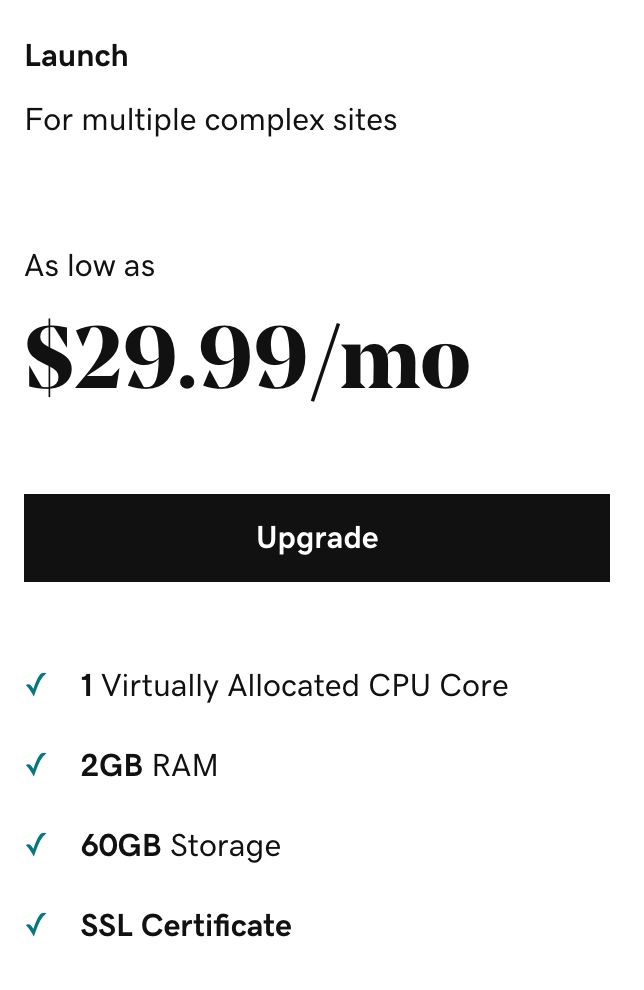 Launch
For multiple complex sites
As low as
$29.99/mo
Upgrade
✓ 1 Virtually Allocated CPU Core
✓ 2GB RAM
✓ 60GB Storage
✓ SSL Certificate